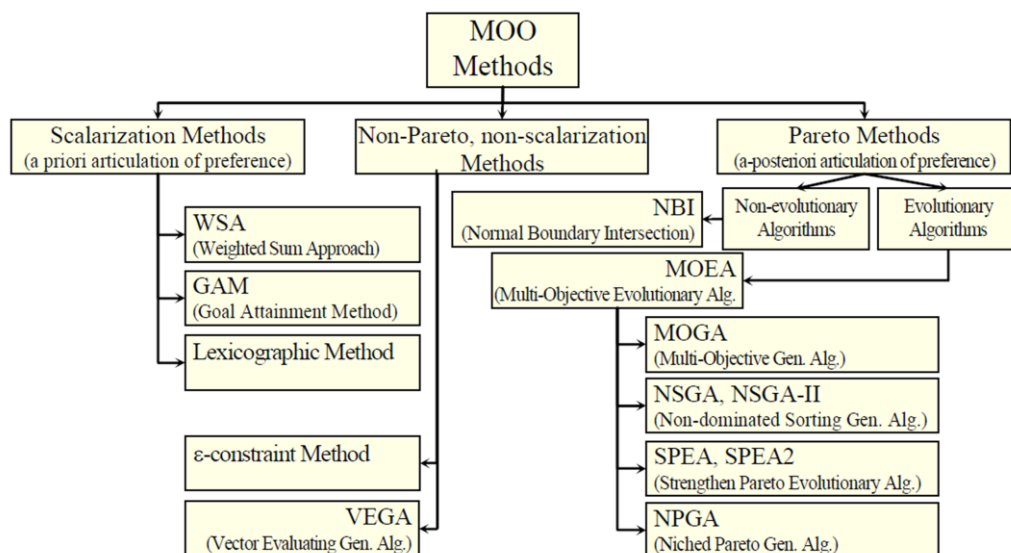 MOO
Methods
Scalarization Methods
(a priori articulation of preference)
Non-Pareto, non-scalarization
Methods
Pareto Methods
(a-posteriori articulation of preference)
WSA
(Weighted Sum Approach)
GAM
(Goal Attainment Method)
Lexicographic Method
ε-constraint Method
VEGA
(Vector Evaluating Gen. Alg.)
NBI
(Normal Boundary Intersection)
Non-evolutionary
Algorithms
Evolutionary
Algorithms
MOEA
(Multi-Objective Evolutionary Alg.
MOGA
(Multi-Objective Gen. Alg.)
NSGA, NSGA-II
(Non-dominated Sorting Gen. Alg.)
SPEA, SPEA2
(Strengthen Pareto Evolutionary Alg.)
NPGA
(Niched Pareto Gen. Alg.)